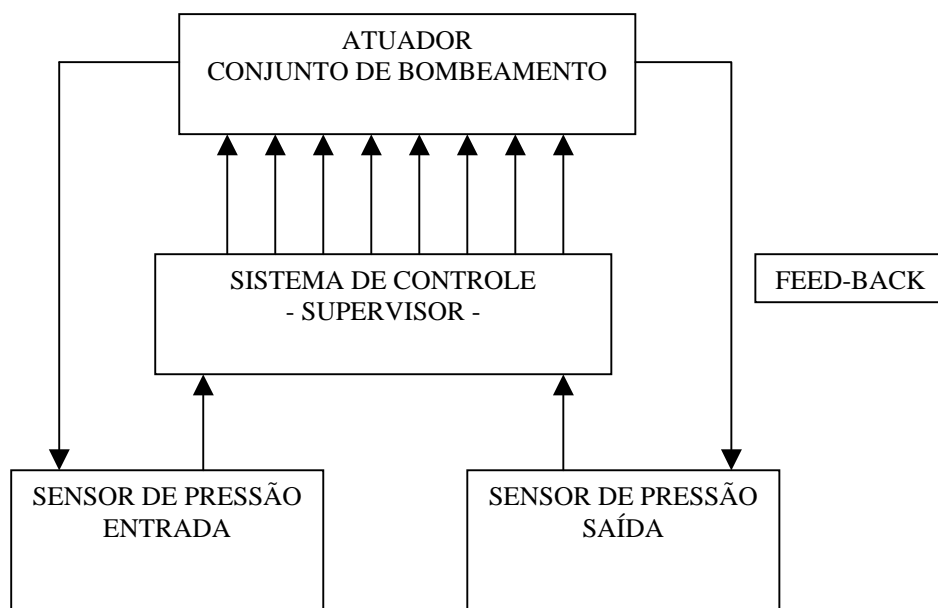 ATUADOR
CONJUNTO DE BOMBEAMENTO
SISTEMA DE CONTROLE
- SUPERVISOR -
FEED-BACK
SENSOR DE PRESSÃO
ENTRADA
SENSOR DE PRESSÃO
SAÍDA